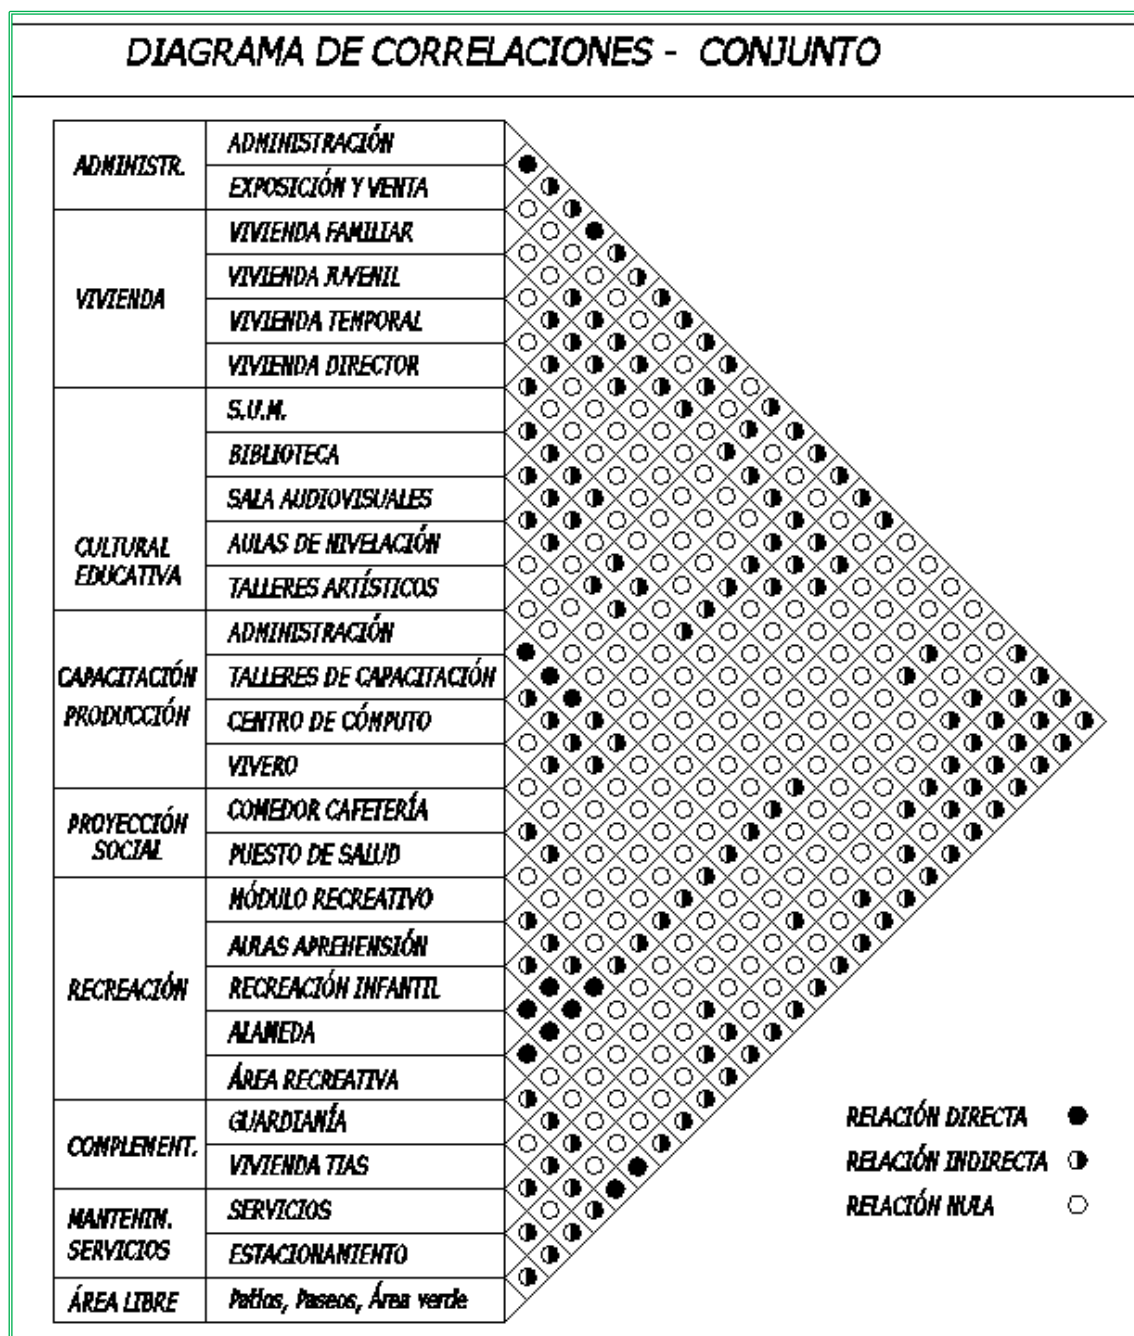 DIAGRAMA DE CORRELACIONES - CONJUNTO
ADMINISTR.
ADMINISTRACIÓN
EXPOSICIÓN Y VENTA
VIVIENDA
VIVIENDA FAMILIAR
VIVIENDA JUVENIL
VIVIENDA TEMPORAL
VIVIENDA DIRECTOR
CULTURAL
EDUCATIVA
S.U.M.
BIBLIOTECA
SALA AUDIOVISUALES
AULAS DE NIVELACIÓN
TALLERES ARTÍSTICOS
CAPACITACIÓN
PRODUCCIÓN
ADMINISTRACIÓN
TALLERES DE CAPACITACIÓN
CENTRO DE CÓMPUTO
VIVERO
PROYECCIÓN
SOCIAL
COMEDOR CAFETERÍA
PUESTO DE SALUD
RECREACIÓN
MÓDULO RECREATIVO
AULAS APREHENSIÓN
RECREACIÓN INFANTIL
ALAMEDA
ÁREA RECREATIVA
COMPLEMENT.
GUARDIANÍA
VIVIENDA TIAS
MANTENIM.
SERVICIOS
SERVICIOS
ESTACIONAMIENTO
ÁREA LIBRE
Patios, Paseos, Área verde
RELACIÓN DIRECTA
RELACIÓN INDIRECTA
RELACIÓN NULA